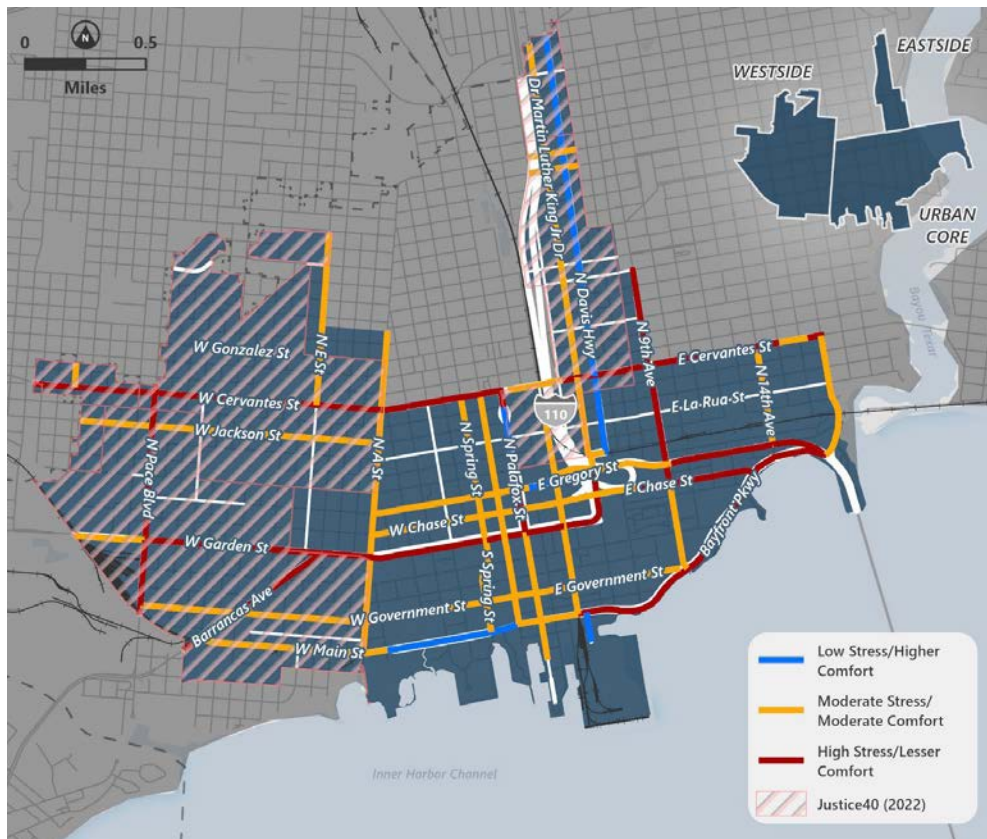 0 N 0.5
Miles
EASTSIDE
WESTSIDE
URBAN
CORE
Dr Martin Luther King Jr Dr
N Davis Hwy
N 9th Ave
Bayou Texar
W Gonzalez St
N E St
E Cervantes St
W Cervantes St
N 14th Ave
E La Rua St
110
W Jackson St
N A St
N Spring St
N Palafox St
N Pace Blvd
E Gregory St
E Chase St
W Chase St
Bayfront Pkwy
W Garden St
Barrancas Ave
E Government St
S Spring St
W Government St
W Main St
Inner Harbor Channel
Low Stress/Higher
Comfort
Moderate Stress/
Moderate Comfort
High Stress/Lesser
Comfort
Justice40 (2022)